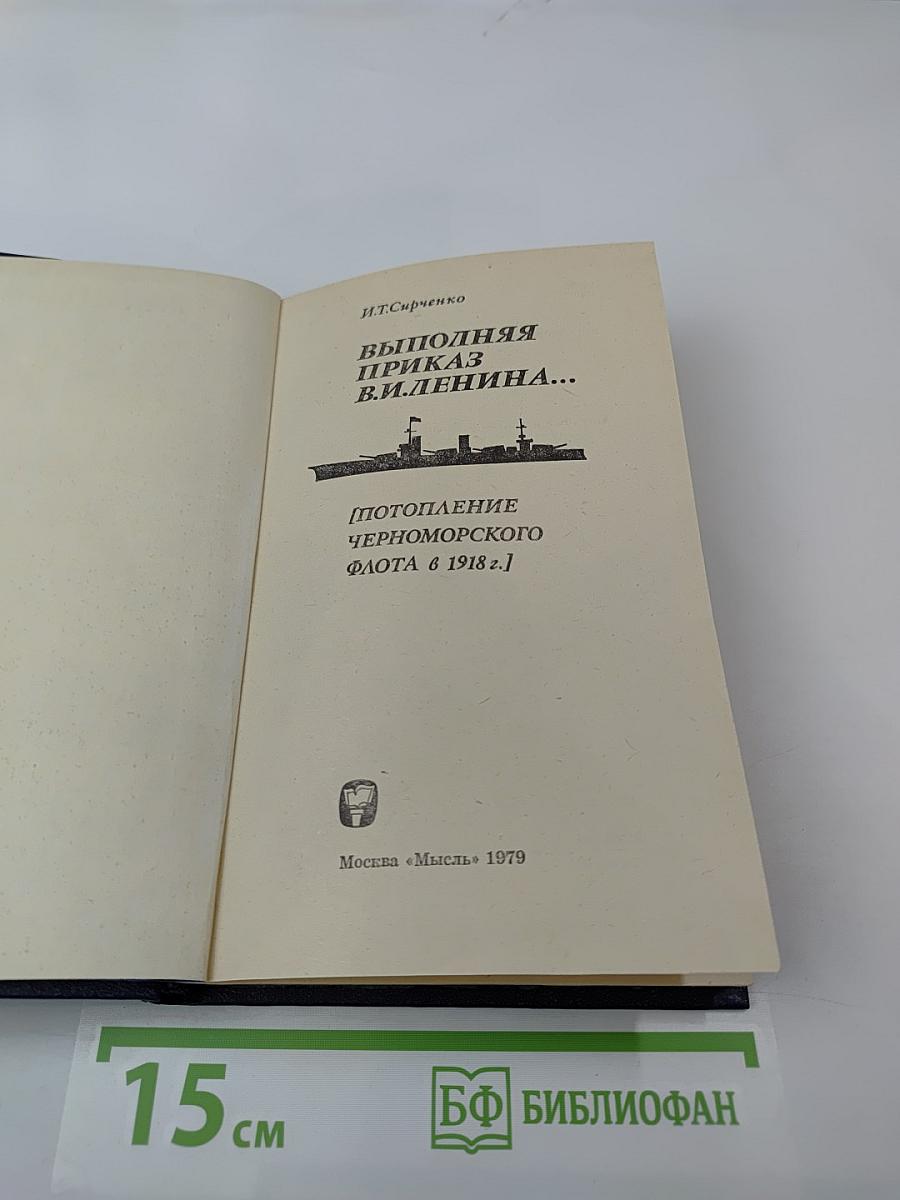 И.Т.Сирченко
ВЫПОЛНЯЯ
ПРИКАЗ
В.И.ЛЕНИНА...
[ПОТОПЛЕНИЕ
ЧЕРНОМОРСКОГО
ФЛОТА в 1918 г.]
Москва «Мысль» 1979
15 см
БФ БИБЛИОФАН